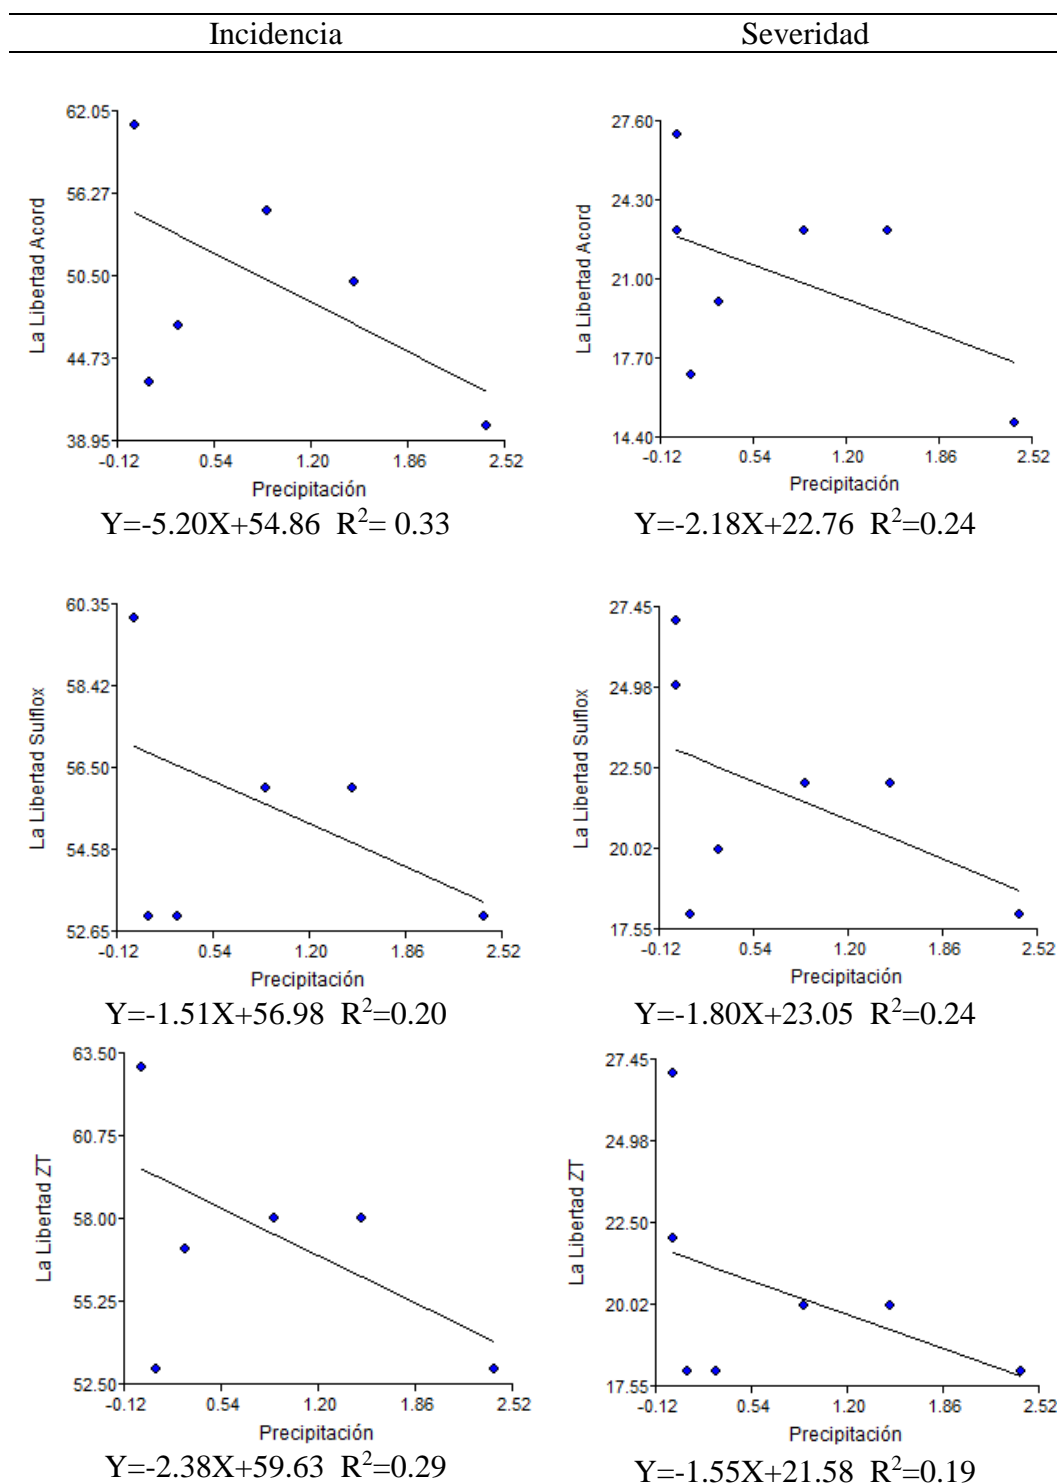 Incidencia Severidad
62.05
56.27
50.50
44.73
38.95
La Libertad Acord
-0.12 0.54 1.20 1.86 2.52
Precipitación
Y=-5.20X+54.86 R²= 0.33
27.60
24.30
21.00
17.70
14.40
La Libertad Acord
-0.12 0.54 1.20 1.86 2.52
Precipitación
Y=-2.18X+22.76 R²=0.24
60.35
58.42
56.50
54.58
52.65
La Libertad Sulflox
-0.12 0.54 1.20 1.86 2.52
Precipitación
Y=-1.51X+56.98 R²=0.20
27.45
24.98
22.50
20.02
17.55
La Libertad Sulflox
-0.12 0.54 1.20 1.86 2.52
Precipitación
Y=-1.80X+23.05 R²=0.24
63.50
60.75
58.00
55.25
52.50
La Libertad ZT
-0.12 0.54 1.20 1.86 2.52
Precipitación
Y=-2.38X+59.63 R²=0.29
27.45
24.98
22.50
20.02
17.55
La Libertad ZT
-0.12 0.54 1.20 1.86 2.52
Precipitación
Y=-1.55X+21.58 R²=0.19